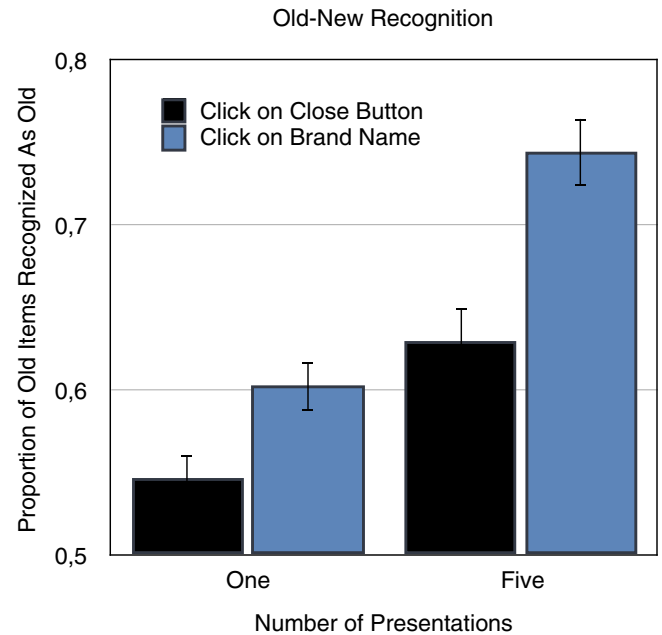 Old-New Recognition
Proportion of Old Items Recognized As Old
0,8
0,7
0,6
0,5
Click on Close Button
Click on Brand Name
One
Five
Number of Presentations